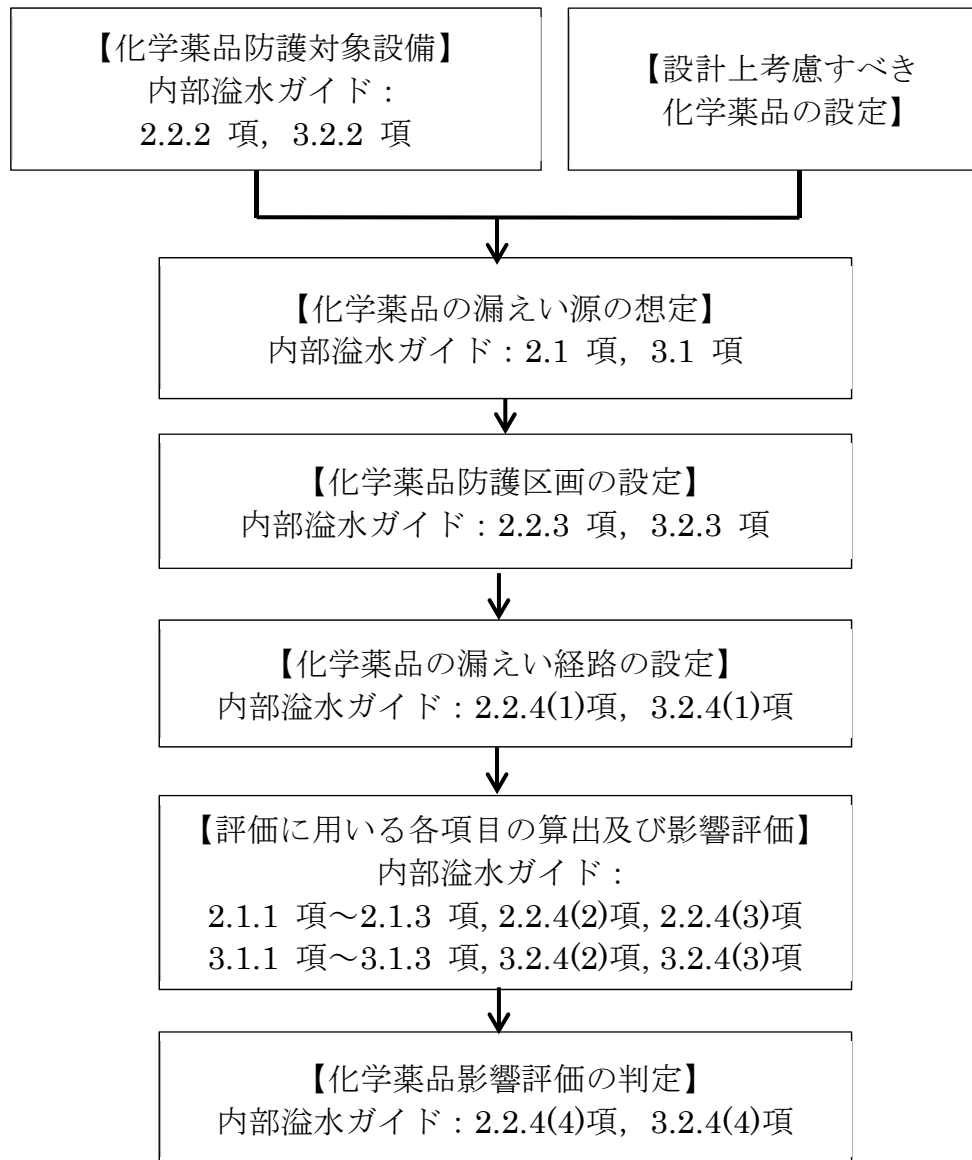 【化学薬品防護対象設備】
内部溢水ガイド：
2.2.2 項，3.2.2 項
【設計上考慮すべき
化学薬品の設定】
【化学薬品の漏えい源の想定】
内部溢水ガイド：2.1 項，3.1 項
【化学薬品防護区画の設定】
内部溢水ガイド：2.2.3 項，3.2.3 項
【化学薬品の漏えい経路の設定】
内部溢水ガイド：2.2.4(1)項，3.2.4(1)項
【評価に用いる各項目の算出及び影響評価】
内部溢水ガイド：
2.1.1 項～2.1.3 項, 2.2.4(2)項, 2.2.4(3)項
3.1.1 項～3.1.3 項, 3.2.4(2)項, 3.2.4(3)項
【化学薬品影響評価の判定】
内部溢水ガイド：2.2.4(4)項，3.2.4(4)項